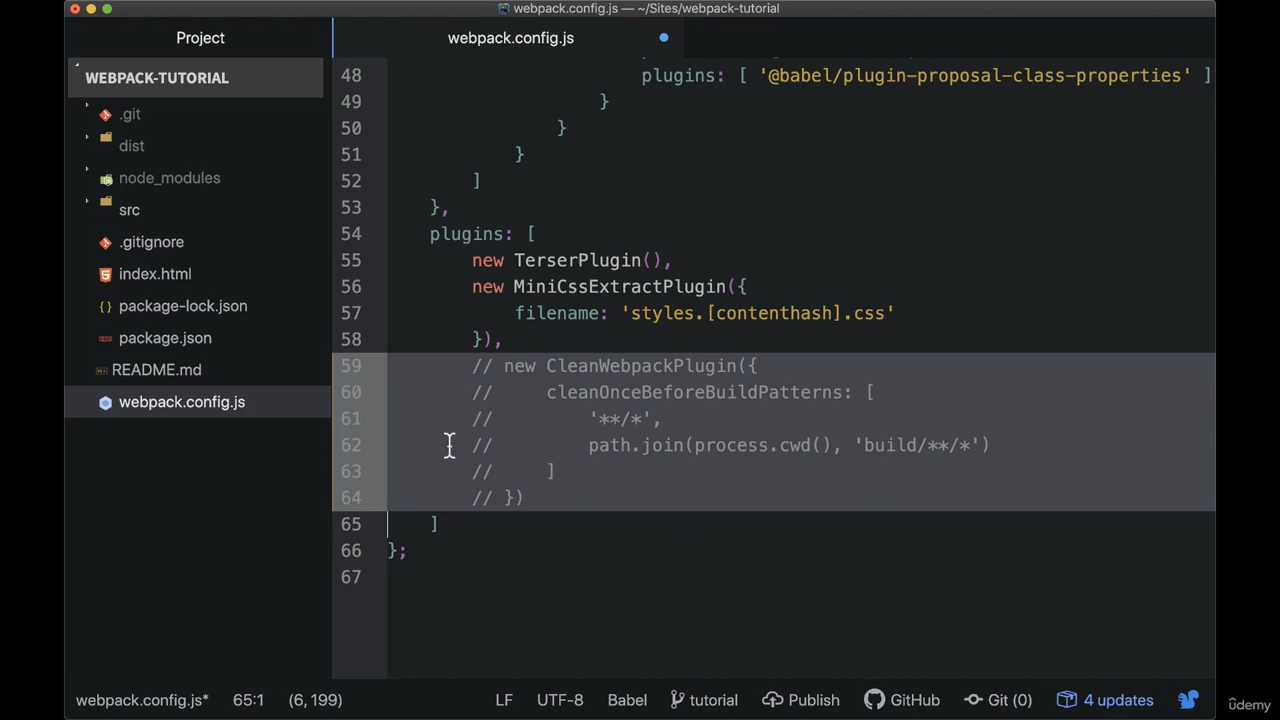 webpack.config.js — ~/Sites/webpack-tutorial
Project
webpack.config.js
WEBPACK-TUTORIAL
.git
dist
node_modules
src
.gitignore
index.html
package-lock.json
package.json
README.md
webpack.config.js
48 plugins: [ '@babel/plugin-proposal-class-properties' ]
49 }
50 }
51 }
52 ]
53 },
54 plugins: [
55 new TerserPlugin(),
56 new MiniCssExtractPlugin({
57 filename: 'styles.[contenthash].css'
58 }),
59 // new CleanWebpackPlugin({
60 // cleanOnceBeforeBuildPatterns: [
61 // '**/*',
62 // path.join(process.cwd(), 'build/**/*')
63 // ]
64 // })
65 ]
66 };
67
webpack.config.js* 65:1 (6,199) LF UTF-8 Babel tutorial Publish GitHub Git (0) 4 updates
ûdemy